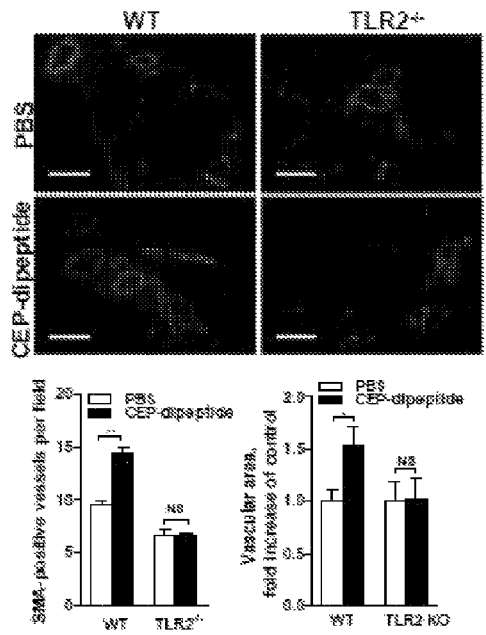 WT TLR2-/-
PBS
CEP-dipeptide
SMA-positive vessels per field
20
15
10
5
0
PBS
CEP-dipeptide
**
NS
WT TLR2-/-
Vascular area,
fold increase of control
2.0
1.5
1.0
0.5
0.0
PBS
CEP-dipeptide
*
NS
WT TLR2 KO